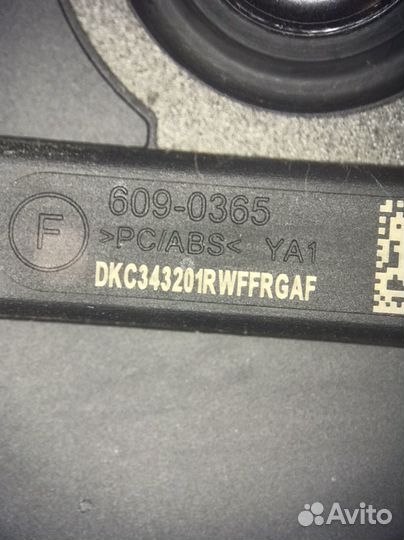 609-0365
F >PC/ABS< YA1
DKC343201RWFFRGAF
Avito